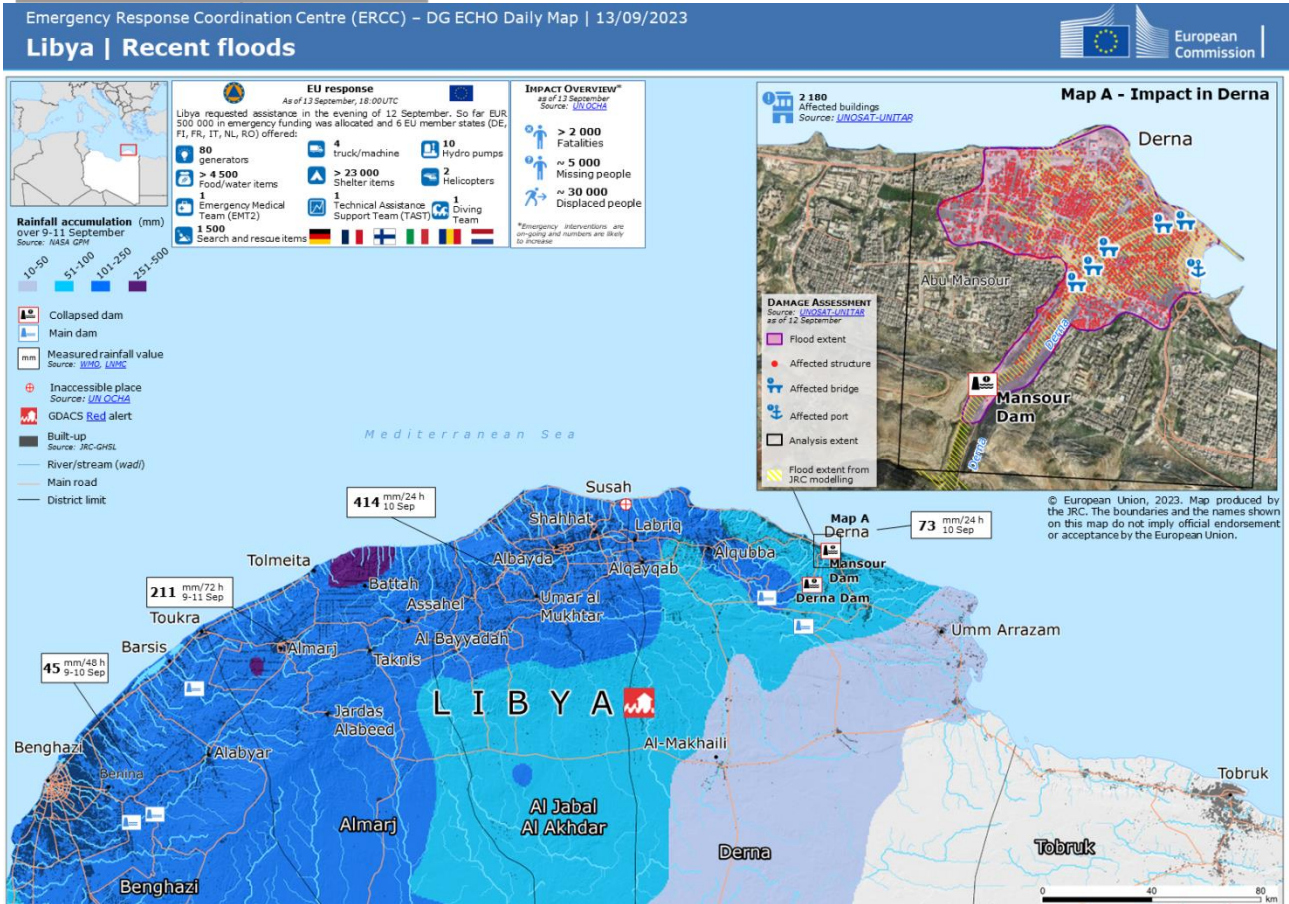 Emergency Response Coordination Centre (ERCC) – DG ECHO Daily Map | 13/09/2023
Libya | Recent floods
European
Commission
EU response
As of 13 September, 18:00UTC
Libya requested assistance in the evening of 12 September. So far EUR
500 000 in emergency funding was allocated and 6 EU member states (DE,
FI, FR, IT, NL, RO) offered:
80
generators
4
truck/machine
10
Hydro pumps
> 4 500
Food/water items
> 23 000
Shelter items
2
Helicopters
1
Emergency Medical
Team (EMT2)
1
Technical Assistance
Support Team (TAST)
1
Diving
Team
1 500
Search and rescue items
IMPACT OVERVIEW*
as of 13 September
Source: UN OCHA
> 2 000
Fatalities
~ 5 000
Missing people
~ 30 000
Displaced people
*Emergency interventions are
on-going and numbers are likely
to increase
2 180
Affected buildings
Source: UNOSAT-UNITAR
Map A - Impact in Derna
Derna
Abu Mansour
Derna
Mansour
Dam
Derna
DAMAGE ASSESSMENT
Source: UNOSAT-UNITAR
as of 12 September
Flood extent
Affected structure
Affected bridge
Affected port
Analysis extent
Flood extent from
JRC modelling
© European Union, 2023. Map produced by
the JRC. The boundaries and the names shown
on this map do not imply official endorsement
or acceptance by the European Union.
Rainfall accumulation (mm)
over 9-11 September
Source: NASA GPM
10-50
51-100
101-250
251-500
Collapsed dam
Main dam
mm
Measured rainfall value
Source: WMO, LNMC
Inaccessible place
Source: UN OCHA
GDACS Red alert
Built-up
Source: JRC-GHSL
River/stream (wadi)
Main road
District limit
Mediterranean Sea
414 mm/24 h
10 Sep
Susah
Shahhat
Labriq
Map A
Derna
73 mm/24 h
10 Sep
Tolmeita
Albayda
Alqubba
Alqayqab
Mansour
Dam
Battah
Derna Dam
211 mm/72 h
9-11 Sep
Assahel
Umar al
Mukhtar
Toukra
Umm Arrazam
Al Bayyadah
Barsis
Almarj
Taknis
45 mm/48 h
9-10 Sep
LIBYA
Jardas
Alabeed
Benghazi
Alabyar
Al-Makhaili
Benina
Tobruk
Al Jabal
Al Akhdar
Almarj
Derna
Tobruk
Benghazi
0
40
80
km